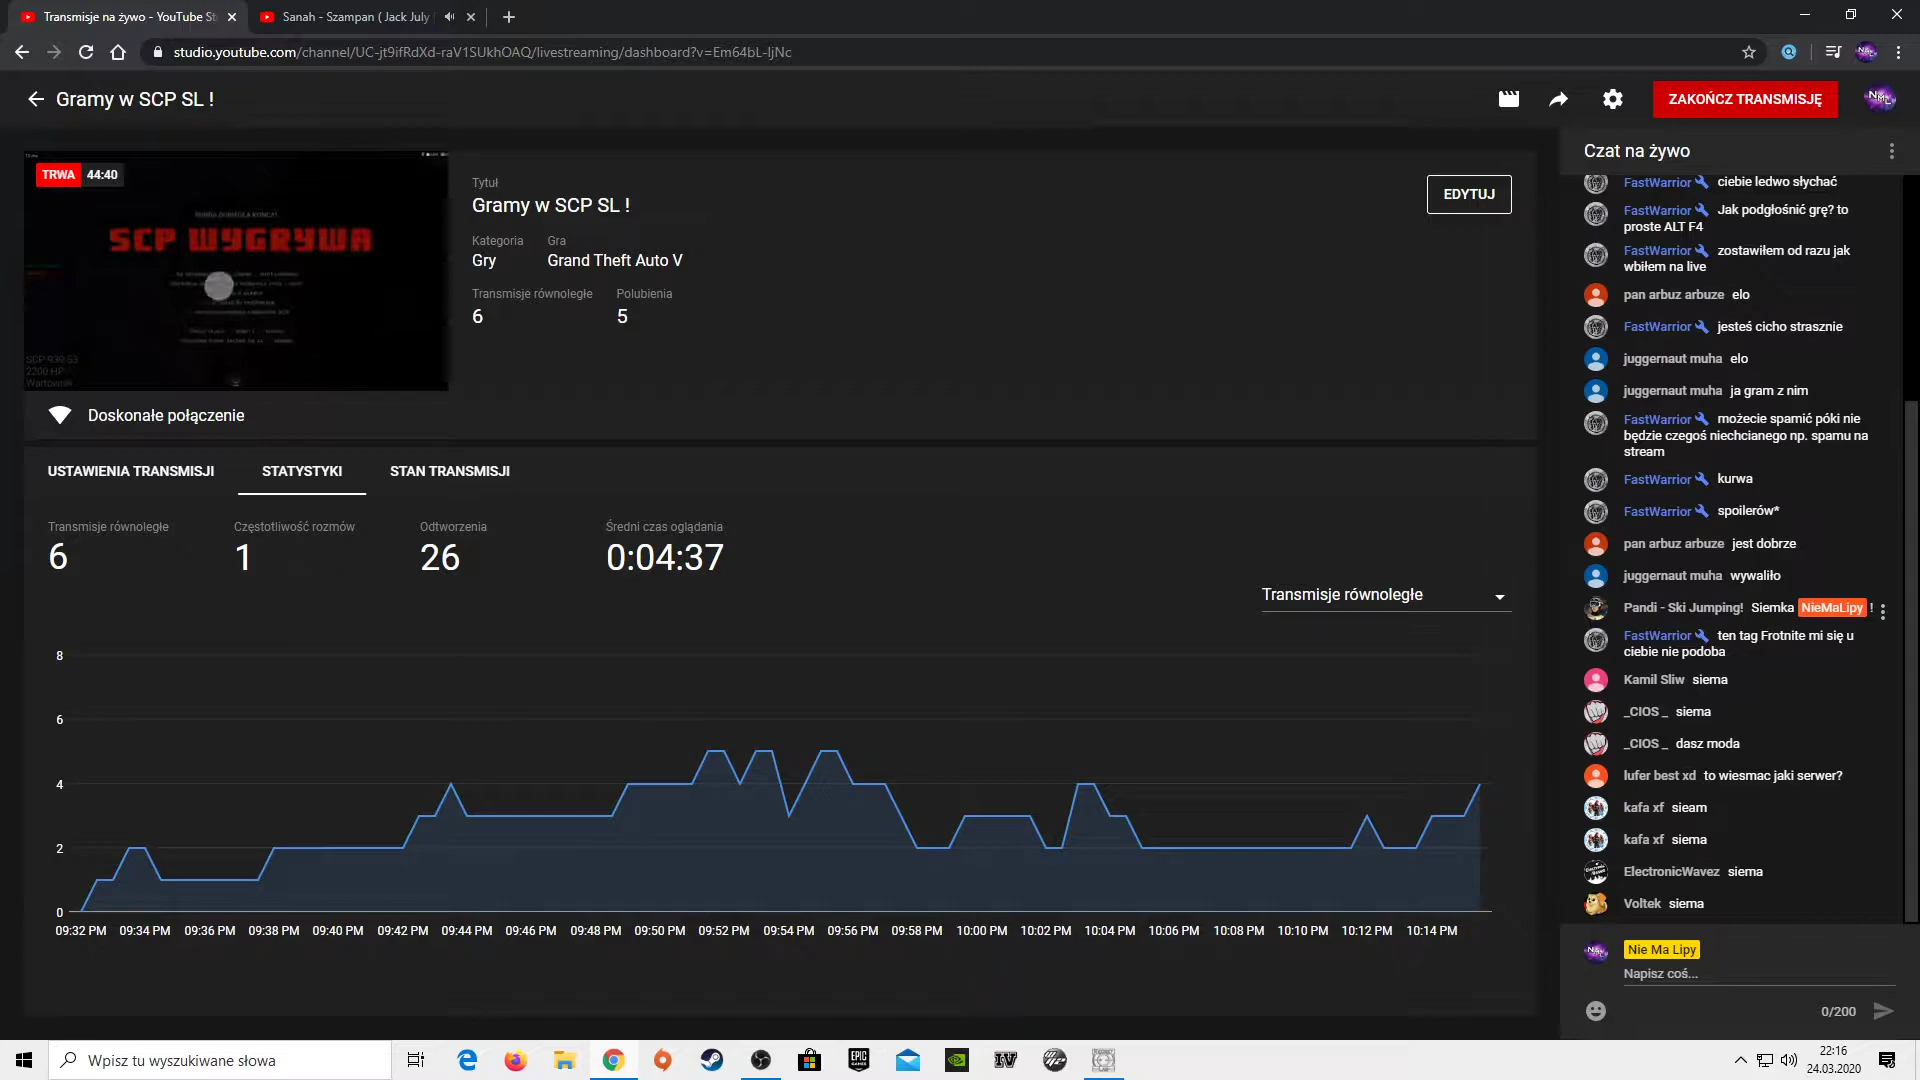 Transmisje na żywo - YouTube St
Sanah - Szampan ( Jack July
studio.youtube.com/channel/UC-jt9ifRdXd-raV1SUkhOAQ/livestreaming/dashboard?v=Em64bL-IjNc
Gramy w SCP SL !
ZAKOŃCZ TRANSMISJĘ
TRWA 44:40
RUNDA DOBIEGŁA KOŃCA!
SCP WYGRYWA
SCP 939-53
2200 HP
Wartownik
Tytuł
Gramy w SCP SL !
EDYTUJ
Kategoria Gra
Gry Grand Theft Auto V
Transmisje równoległe Polubienia
6 5
Doskonałe połączenie
USTAWIENIA TRANSMISJI STATYSTYKI STAN TRANSMISJI
Transmisje równoległe Częstotliwość rozmów Odtworzenia Średni czas oglądania
6 1 26 0:04:37
Transmisje równoległe
8
6
4
2
0
09:32 PM 09:34 PM 09:36 PM 09:38 PM 09:40 PM 09:42 PM 09:44 PM 09:46 PM 09:48 PM 09:50 PM 09:52 PM 09:54 PM 09:56 PM 09:58 PM 10:00 PM 10:02 PM 10:04 PM 10:06 PM 10:08 PM 10:10 PM 10:12 PM 10:14 PM
Czat na żywo
FastWarrior ciebie ledwo słychać
FastWarrior Jak podgłośnić grę? to
proste ALT F4
FastWarrior zostawiłem od razu jak
wbiłem na live
pan arbuz arbuze elo
FastWarrior jesteś cicho strasznie
juggernaut muha elo
juggernaut muha ja gram z nim
FastWarrior możecie spamić póki nie
będzie czegoś niechcianego np. spamu na
stream
FastWarrior kurwa
FastWarrior spoilerów*
pan arbuz arbuze jest dobrze
juggernaut muha wywaliło
Pandi - Ski Jumping! Siemka NieMaLipy !
FastWarrior ten tag Frotnite mi się u
ciebie nie podoba
Kamil Sliw siema
_CIOS_ siema
_CIOS_ dasz moda
lufer best xd to wiesmac jaki serwer?
kafa xf sieam
kafa xf siema
ElectronicWavez siema
Voltek siema
Nie Ma Lipy
Napisz coś...
0/200
Wpisz tu wyszukiwane słowa
EPIC GAMES
IV
22:16
24.03.2020